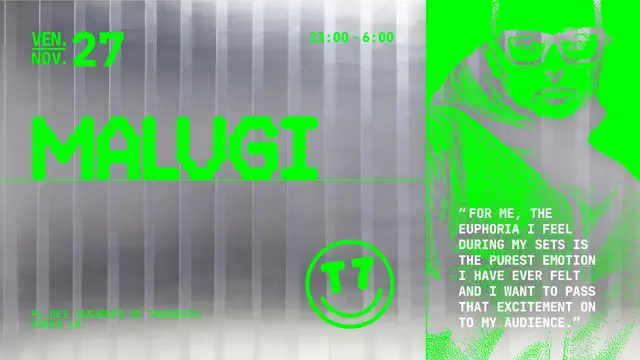 VEN.
NOV. 27
23:00 - 6:00
MALUGI
T7
"FOR ME, THE
EUPHORIA I FEEL
DURING MY SETS IS
THE PUREST EMOTION
I HAVE EVER FELT
AND I WANT TO PASS
THAT EXCITEMENT ON
TO MY AUDIENCE."